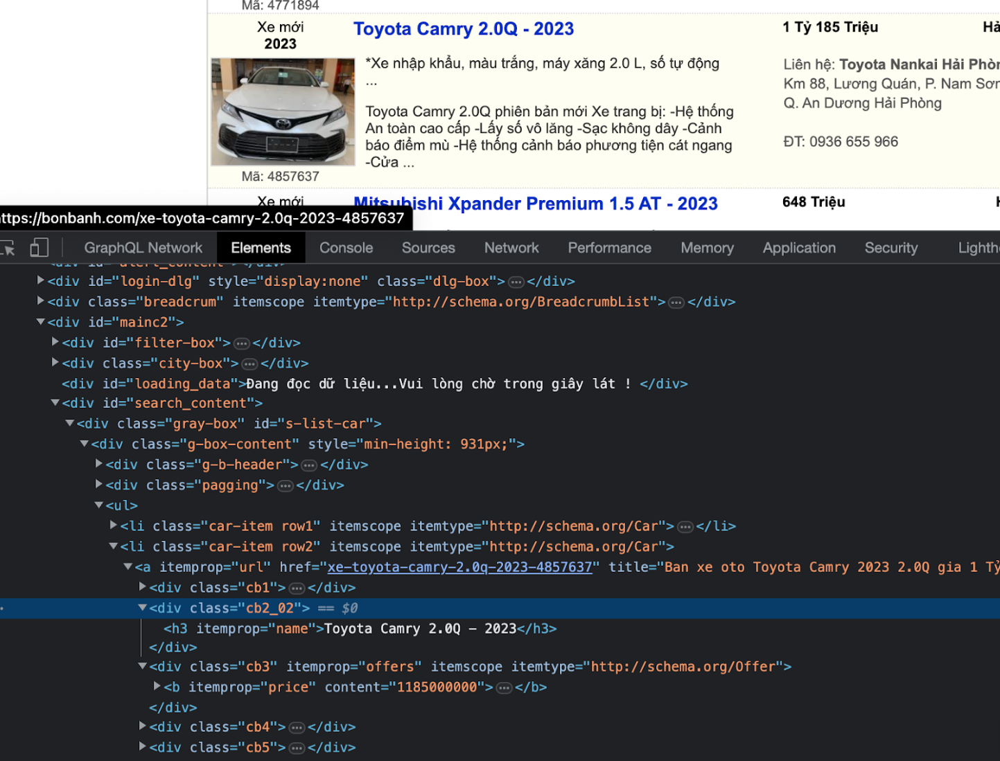 Mã: 4771894
Xe mới
2023
Toyota Camry 2.0Q - 2023
1 Tỷ 185 Triệu
*Xe nhập khẩu, màu trắng, máy xăng 2.0 L, số tự động
...
Toyota Camry 2.0Q phiên bản mới Xe trang bị: -Hệ thống
An toàn cao cấp -Lấy số vô lăng -Sạc không dây -Cảnh
báo điểm mù -Hệ thống cảnh báo phương tiện cát ngang
-Cửa ...
Liên hệ: Toyota Nankai Hải Phòn
Km 88, Lương Quán, P. Nam Sơn
Q. An Dương Hải Phòng
ĐT: 0936 655 966
Mã: 4857637
Xe mới
Mitsubishi Xpander Premium 1.5 AT - 2023
648 Triệu
ttps://bonbanh.com/xe-toyota-camry-2.0q-2023-4857637
GraphQL Network Elements Console Sources Network Performance Memory Application Security Lighth
<div id="alert_content"></div>
<div id="login-dlg" style="display:none" class="dlg-box">…</div>
<div class="breadcrum" itemscope itemtype="http://schema.org/BreadcrumbList">…</div>
<div id="mainc2">
<div id="filter-box">…</div>
<div class="city-box">…</div>
<div id="loading_data">Đang đọc dữ liệu...Vui lòng chờ trong giây lát ! </div>
<div id="search_content">
<div class="gray-box" id="s-list-car">
<div class="g-box-content" style="min-height: 931px;">
<div class="g-b-header">…</div>
<div class="pagging">…</div>
<ul>
<li class="car-item row1" itemscope itemtype="http://schema.org/Car">…</li>
<li class="car-item row2" itemscope itemtype="http://schema.org/Car">
<a itemprop="url" href="xe-toyota-camry-2.0q-2023-4857637" title="Ban xe oto Toyota Camry 2023 2.0Q gia 1 Tỷ
<div class="cb1">…</div>
<div class="cb2_02"> == $0
<h3 itemprop="name">Toyota Camry 2.0Q - 2023</h3>
</div>
<div class="cb3" itemprop="offers" itemscope itemtype="http://schema.org/Offer">
<b itemprop="price" content="1185000000">…</b>
</div>
<div class="cb4">…</div>
<div class="cb5">…</div>